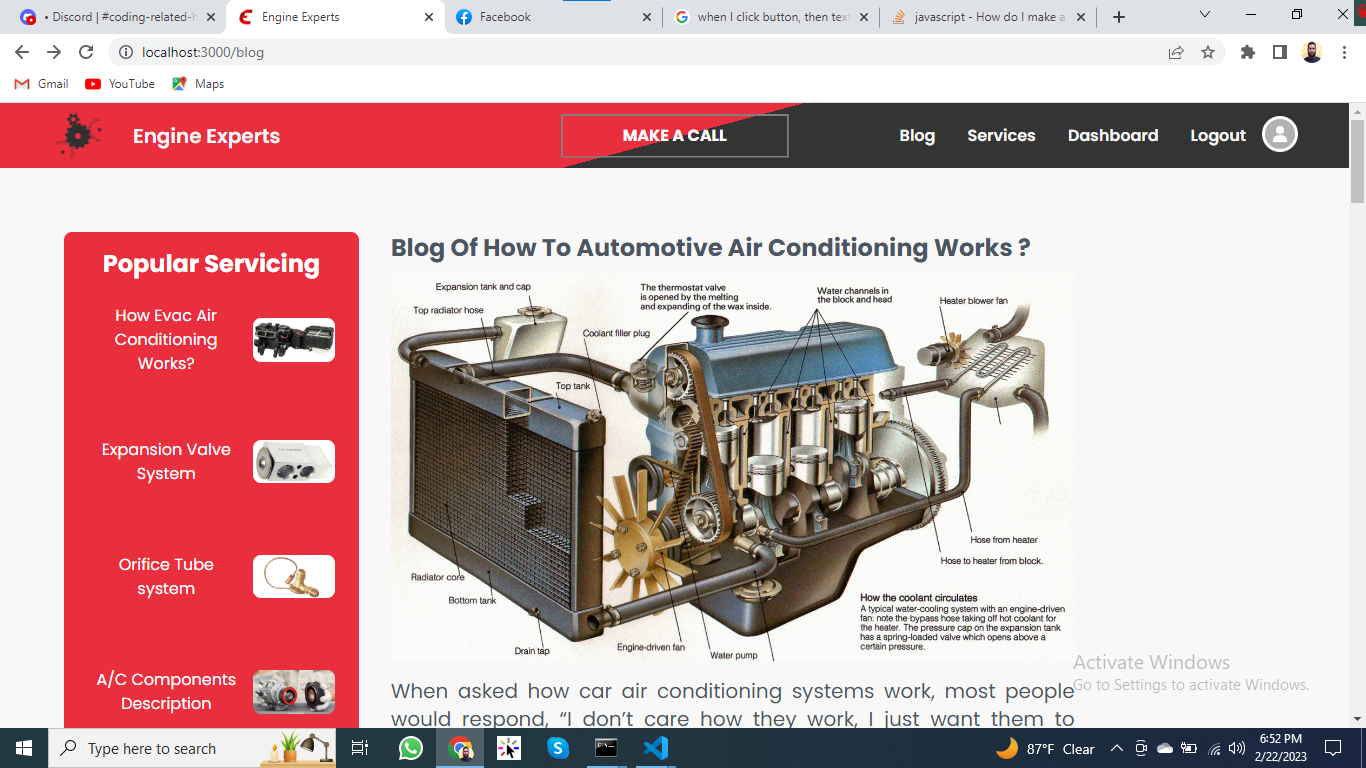 • Discord | #coding-related-h
Engine Experts
Facebook
when I click button, then text
javascript - How do I make a
localhost:3000/blog
Gmail
YouTube
Maps
Engine Experts
MAKE A CALL
Blog
Services
Dashboard
Logout
Popular Servicing
How Evac Air
Conditioning
Works?
Expansion Valve
System
Orifice Tube
system
A/C Components
Description
Blog Of How To Automotive Air Conditioning Works ?
Expansion tank and cap
Top radiator hose
The thermostat valve
is opened by the melting
and expanding of the wax inside.
Coolant filler plug
Top tank
Water channels in
the block and head
Heater blower fan
Radiator core
Bottom tank
Drain tap
Engine-driven fan
Water pump
Hose from heater
Hose to heater from block.
How the coolant circulates
A typical water-cooling system with an engine-driven
fan: note the bypass hose taking off hot coolant for
the heater. The pressure cap on the expansion tank
has a spring-loaded valve which opens above a
certain pressure.
When asked how car air conditioning systems work, most people
would respond, “I don’t care how they work, I just want them to
Activate Windows
Go to Settings to activate Windows.
Type here to search
87°F Clear
6:52 PM
2/22/2023